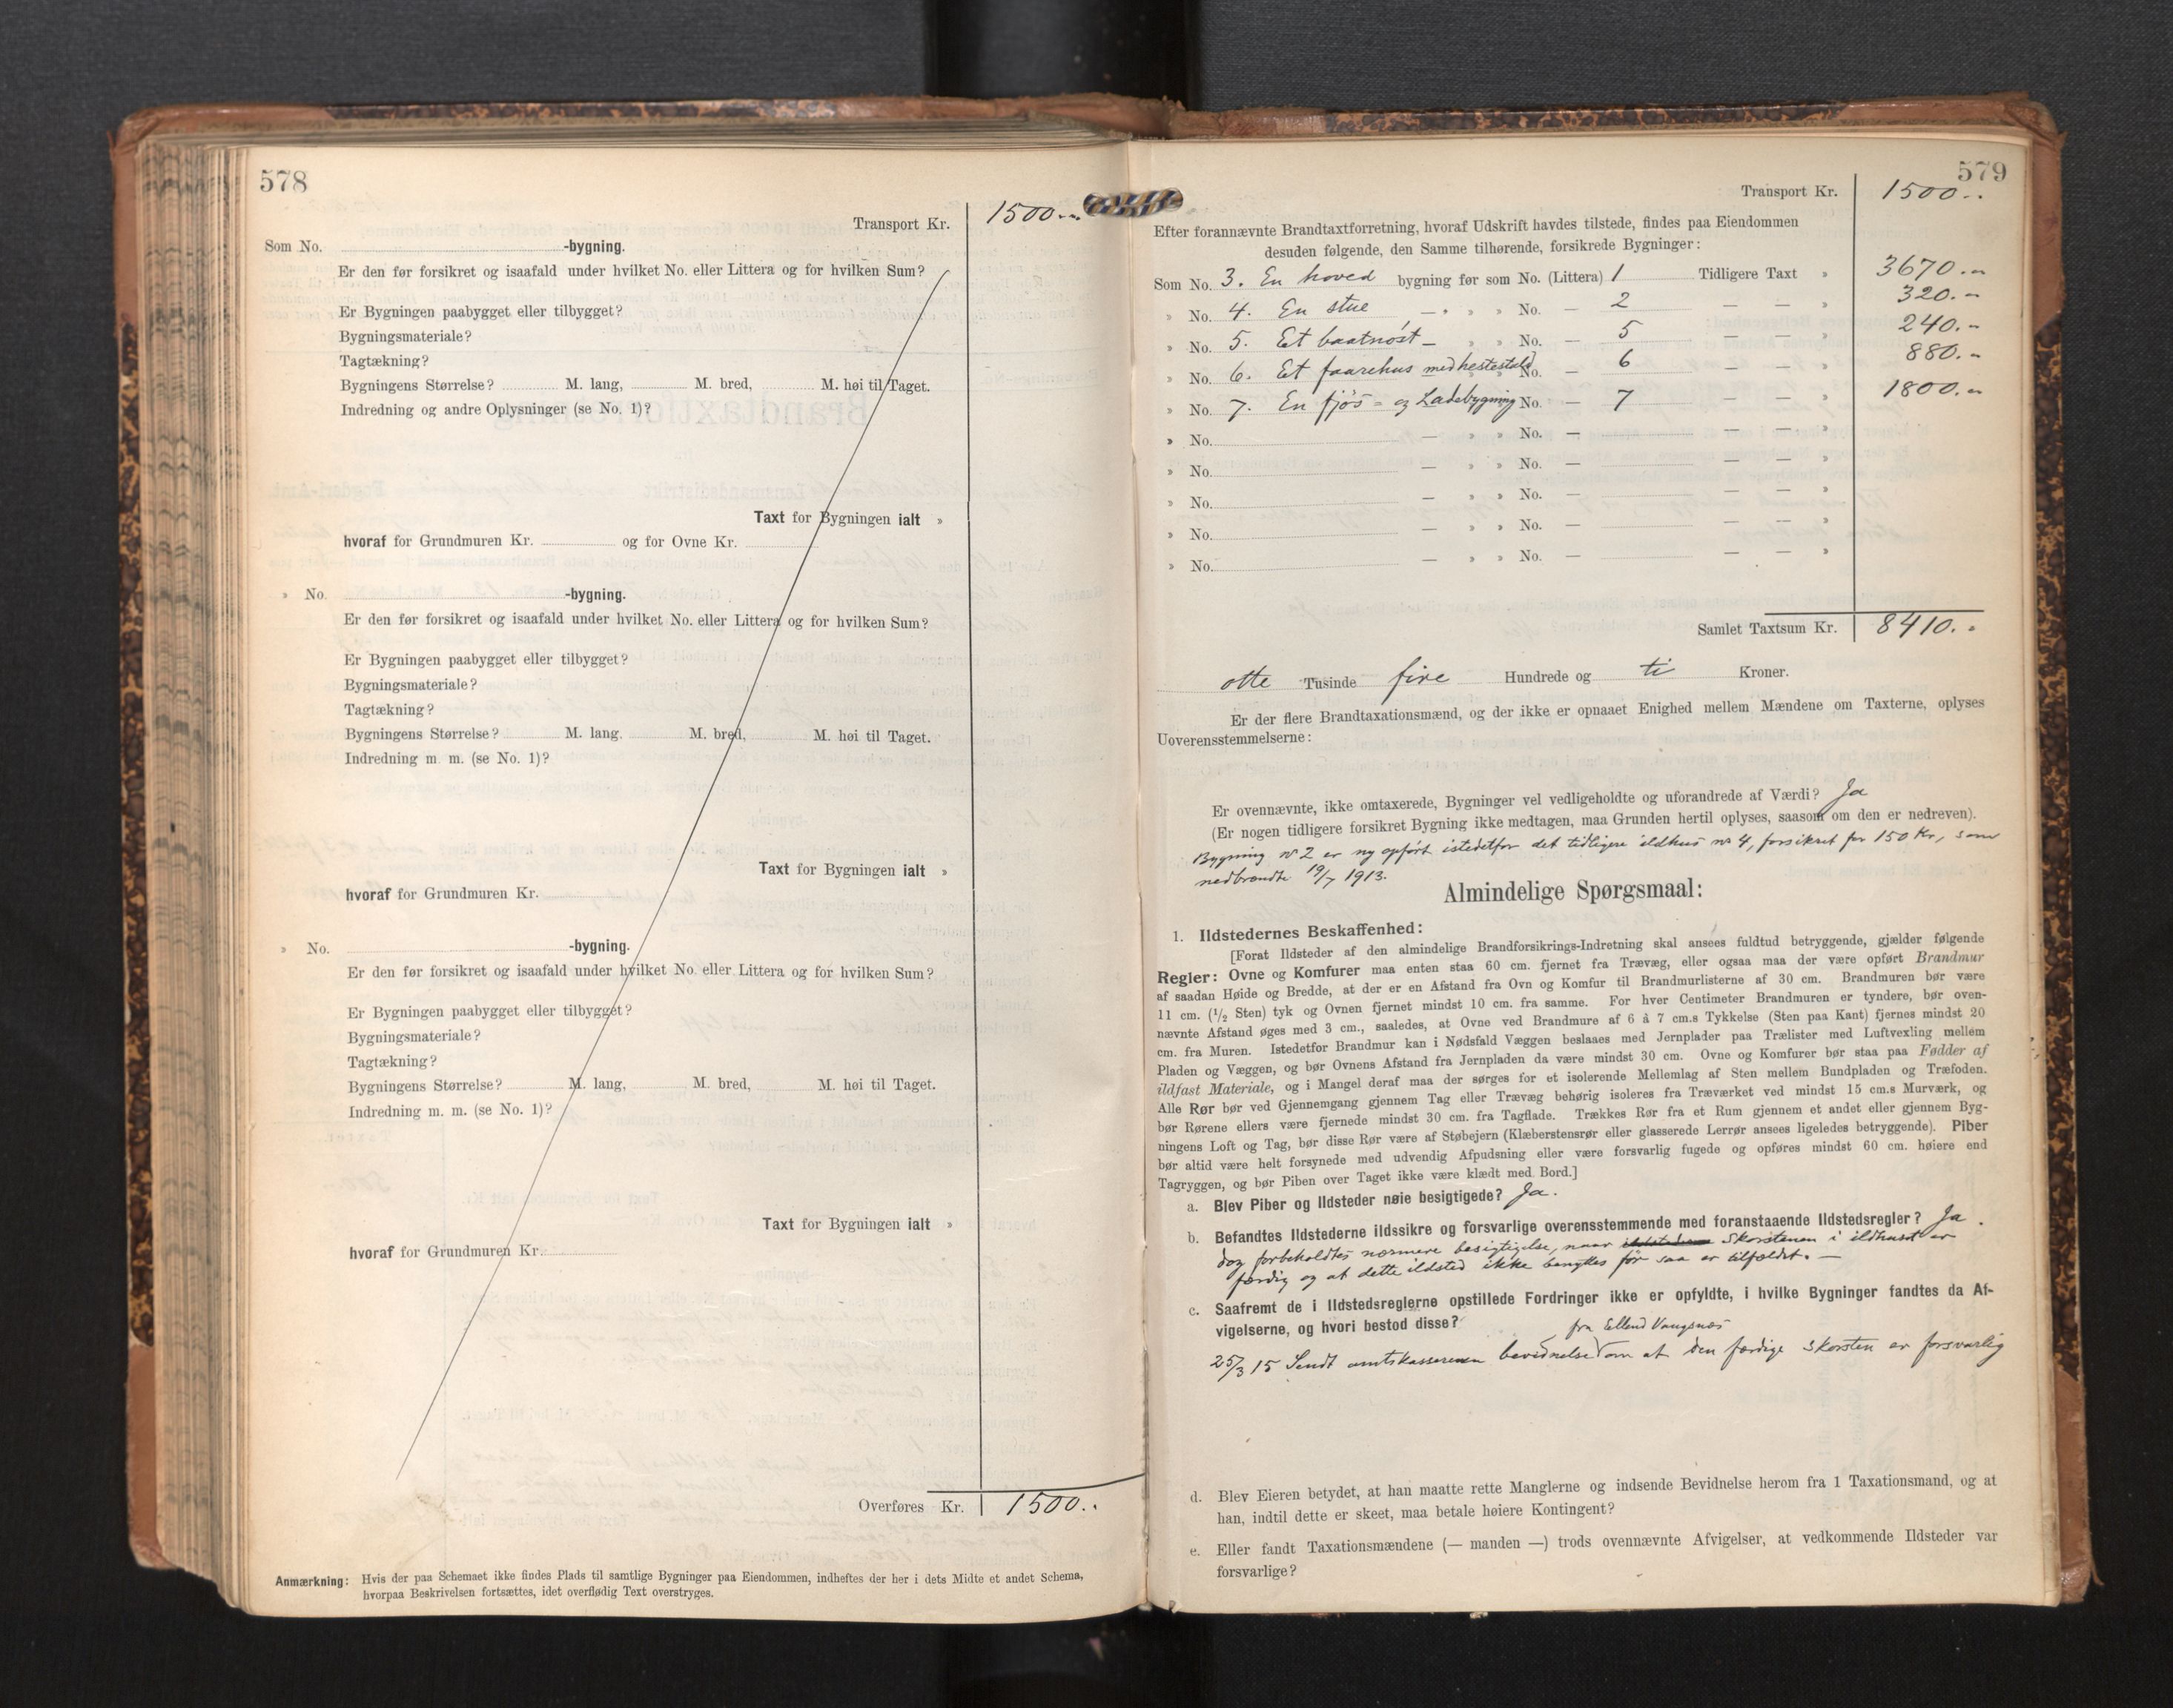 578
Transport Kr. 1500.-
Som No. -bygning.
Er den før forsikret og isaafald under hvilket No. eller Littera og for hvilken Sum?
Er Bygningen paabygget eller tilbygget?
Bygningsmateriale?
Tagtækning?
Bygningens Størrelse? M. lang, M. bred, M. høi til Taget.
Indredning og andre Oplysninger (se No. 1)?
Taxt for Bygningen ialt »
hvoraf for Grundmuren Kr. og for Ovne Kr.
» No. -bygning.
Er den før forsikret og isaafald under hvilket No. eller Littera og for hvilken Sum?
Er Bygningen paabygget eller tilbygget?
Bygningsmateriale?
Tagtækning?
Bygningens Størrelse? M. lang. M. bred, M. høi til Taget.
Indredning m. m. (se No. 1)?
Taxt for Bygningen ialt »
hvoraf for Grundmuren Kr.
» No. -bygning.
Er den før forsikret og isaafald under hvilket No. eller Littera og for hvilken Sum?
Er Bygningen paabygget eller tilbygget?
Bygningsmateriale?
Tagtækning?
Bygningens Størrelse? M. lang, M. bred, M. høi til Taget.
Indredning m. m. (se No. 1)?
Taxt for Bygningen ialt »
hvoraf for Grundmuren Kr.
Overføres Kr. 1500..
Anmærkning: Hvis der paa Schemaet ikke findes Plads til samtlige Bygninger paa Eiendommen, indheftes der her i dets Midte et andet Schema,
hvorpaa Beskrivelsen fortsættes, idet overflødig Text overstryges.
579
Transport Kr. 1500..
Efter forannævnte Brandtaxtforretning, hvoraf Udskrift havdes tilstede, findes paa Eiendommen
desuden følgende, den Samme tilhørende, forsikrede Bygninger:
Som No. 3. En hoved bygning før som No. (Littera) 1 Tidligere Taxt » 3670.-
» No. 4. En stue — » » No. — 2 — — » 320.-
» No. 5. Et baatnøst — » » No. — 5 — — » 240.-
» No. 6. Et faarehus med hestestald No. — 6 — — » 880.-
» No. 7. En fjös- og Ladebygning No. — 7 — — » 1800.-
» No. — » » No. — — — »
» No. — » » No. — — — »
» No. — » » No. — — — »
» No. — » » No. — — — »
» No. — » » No. — — — »
Samlet Taxtsum Kr. 8410..
otte Tusinde fire Hundrede og ti Kroner.
Er der flere Brandtaxationsmænd, og der ikke er opnaaet Enighed mellem Mændene om Taxterne, oplyses
Uoverensstemmelserne:
Er ovennævnte, ikke omtaxerede, Bygninger vel vedligeholdte og uforandrede af Værdi? Ja
(Er nogen tidligere forsikret Bygning ikke medtagen, maa Grunden hertil oplyses, saasom om den er nedreven).
Bygning nr 2 er ny opført istedetfor det tidligere ildhus nr 4, forsikret for 150 Kr, som
nedbrændte 19/7 1913.
Almindelige Spørgsmaal:
1. Ildstedernes Beskaffenhed:
[Forat Ildsteder af den almindelige Brandforsikrings-Indretning skal ansees fuldtud betryggende, gjælder følgende
Regler: Ovne og Komfurer maa enten staa 60 cm. fjernet fra Trævæg, eller ogsaa maa der være opført Brandmur
af saadan Høide og Bredde, at der er en Afstand fra Ovn og Komfur til Brandmurlisterne af 30 cm. Brandmuren bør være
11 cm. (1/2 Sten) tyk og Ovnen fjernet mindst 10 cm. fra samme. For hver Centimeter Brandmuren er tyndere, bør oven-
nævnte Afstand øges med 3 cm., saaledes, at Ovne ved Brandmure af 6 à 7 cm.s Tykkelse (Sten paa Kant) fjernes mindst 20
cm. fra Muren. Istedetfor Brandmur kan i Nødsfald Væggen beslaaes med Jernplader paa Trælister med Luftvexling mellem
Pladen og Væggen, og bør Ovnens Afstand fra Jernpladen da være mindst 30 cm. Ovne og Komfurer bør staa paa Fødder af
ildfast Materiale, og i Mangel deraf maa der sørges for et isolerende Mellemlag af Sten mellem Bundpladen og Træfoden.
Alle Rør bør ved Gjennemgang gjennem Tag eller Trævæg behørig isoleres fra Træværket ved mindst 15 cm.s Murværk, og
bør Rørene ellers være fjernede mindst 30 cm. fra Tagflade. Trækkes Rør fra et Rum gjennem et andet eller gjennem Byg-
ningens Loft og Tag, bør disse Rør være af Støbejern (Klæberstensrør eller glasserede Lerrør ansees ligeledes betryggende). Piber
bør altid være helt forsynede med udvendig Afpudsning eller være forsvarlig fugede og opføres mindst 60 cm. høiere end
Tagryggen, og bør Piben over Taget ikke være klædt med Bord.]
a. Blev Piber og Ildsteder nøie besigtigede? Ja.
b. Befandtes Ildstederne ildssikre og forsvarlige overensstemmende med foranstaaende Ildstedsregler? Ja.
dog forbeholdtes nærmere besigtigelse, naar Skorstenen i ildhuset er
færdig og at dette ildsted ikke benyttes før saa er tilfældet. —
c. Saafremt de i Ildstedsreglerne opstillede Fordringer ikke er opfyldte, i hvilke Bygninger fandtes da Af-
vigelserne, og hvori bestod disse?
fra Ellend Vangsnæs
25/3 15 Sendt amtskassereren bevidnelse om at den færdige skorsten er forsvarlig
d. Blev Eieren betydet, at han maatte rette Manglerne og indsende Bevidnelse herom fra 1 Taxationsmand, og at
han, indtil dette er skeet, maa betale høiere Kontingent?
e. Eller fandt Taxationsmændene (— manden —) trods ovennævnte Afvigelser, at vedkommende Ildsteder var
forsvarlige?